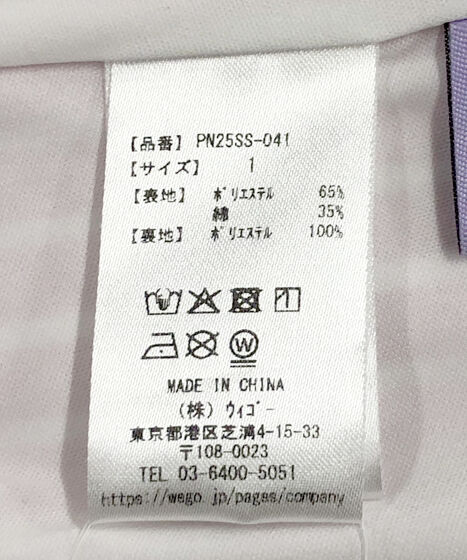 【品番】 PN25SS-041
【サイズ】 1
【表地】 ポリエステル 65%
綿 35%
【裏地】 ポリエステル 100%
W
MADE IN CHINA
（株）ウィゴー
東京都港区芝浦4-15-33
〒108-0023
TEL 03-6400-5051
https://wego.jp/pages/company